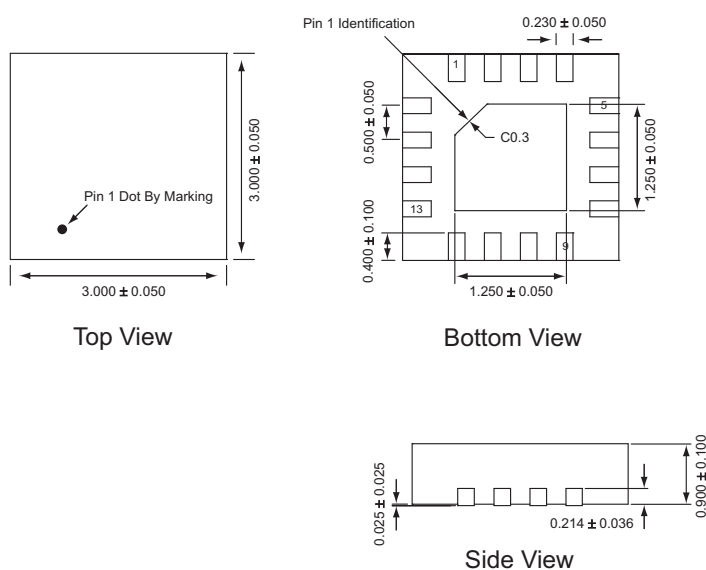 Pin 1 Identification
0.230 ± 0.050
1
5
0.500 ± 0.050
C0.3
3.000 ± 0.050
1.250 ± 0.050
Pin 1 Dot By Marking
13
9
0.400 ± 0.100
3.000 ± 0.050
1.250 ± 0.050
Top View
Bottom View
0.025 ± 0.025
0.900 ± 0.100
0.214 ± 0.036
Side View